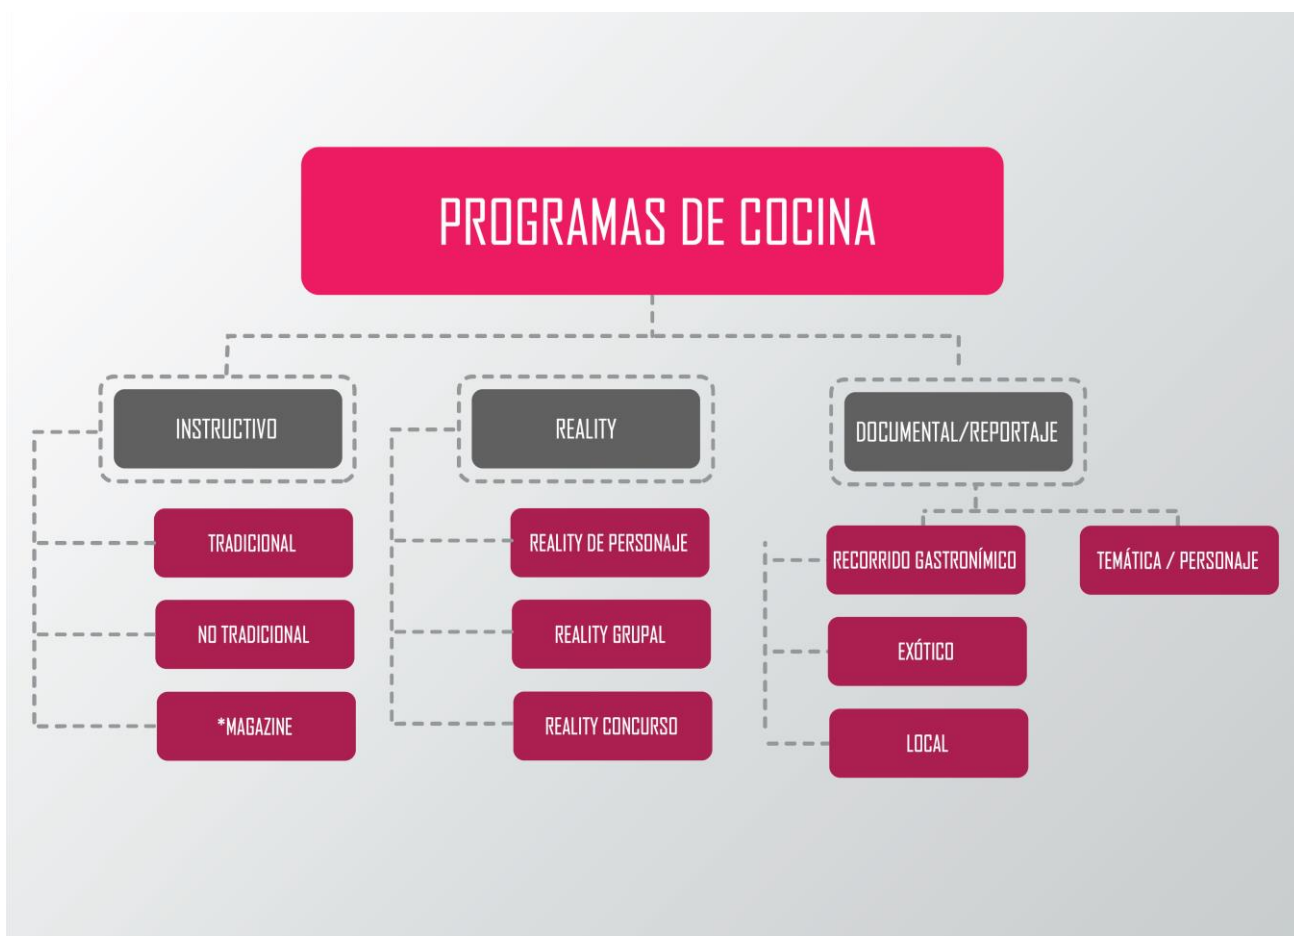 PROGRAMAS DE COCINA
INSTRUCTIVO
TRADICIONAL
NO TRADICIONAL
*MAGAZINE
REALITY
REALITY DE PERSONAJE
REALITY GRUPAL
REALITY CONCURSO
DOCUMENTAL/REPORTAJE
RECORRIDO GASTRONÍMICO
EXÓTICO
LOCAL
TEMÁTICA / PERSONAJE